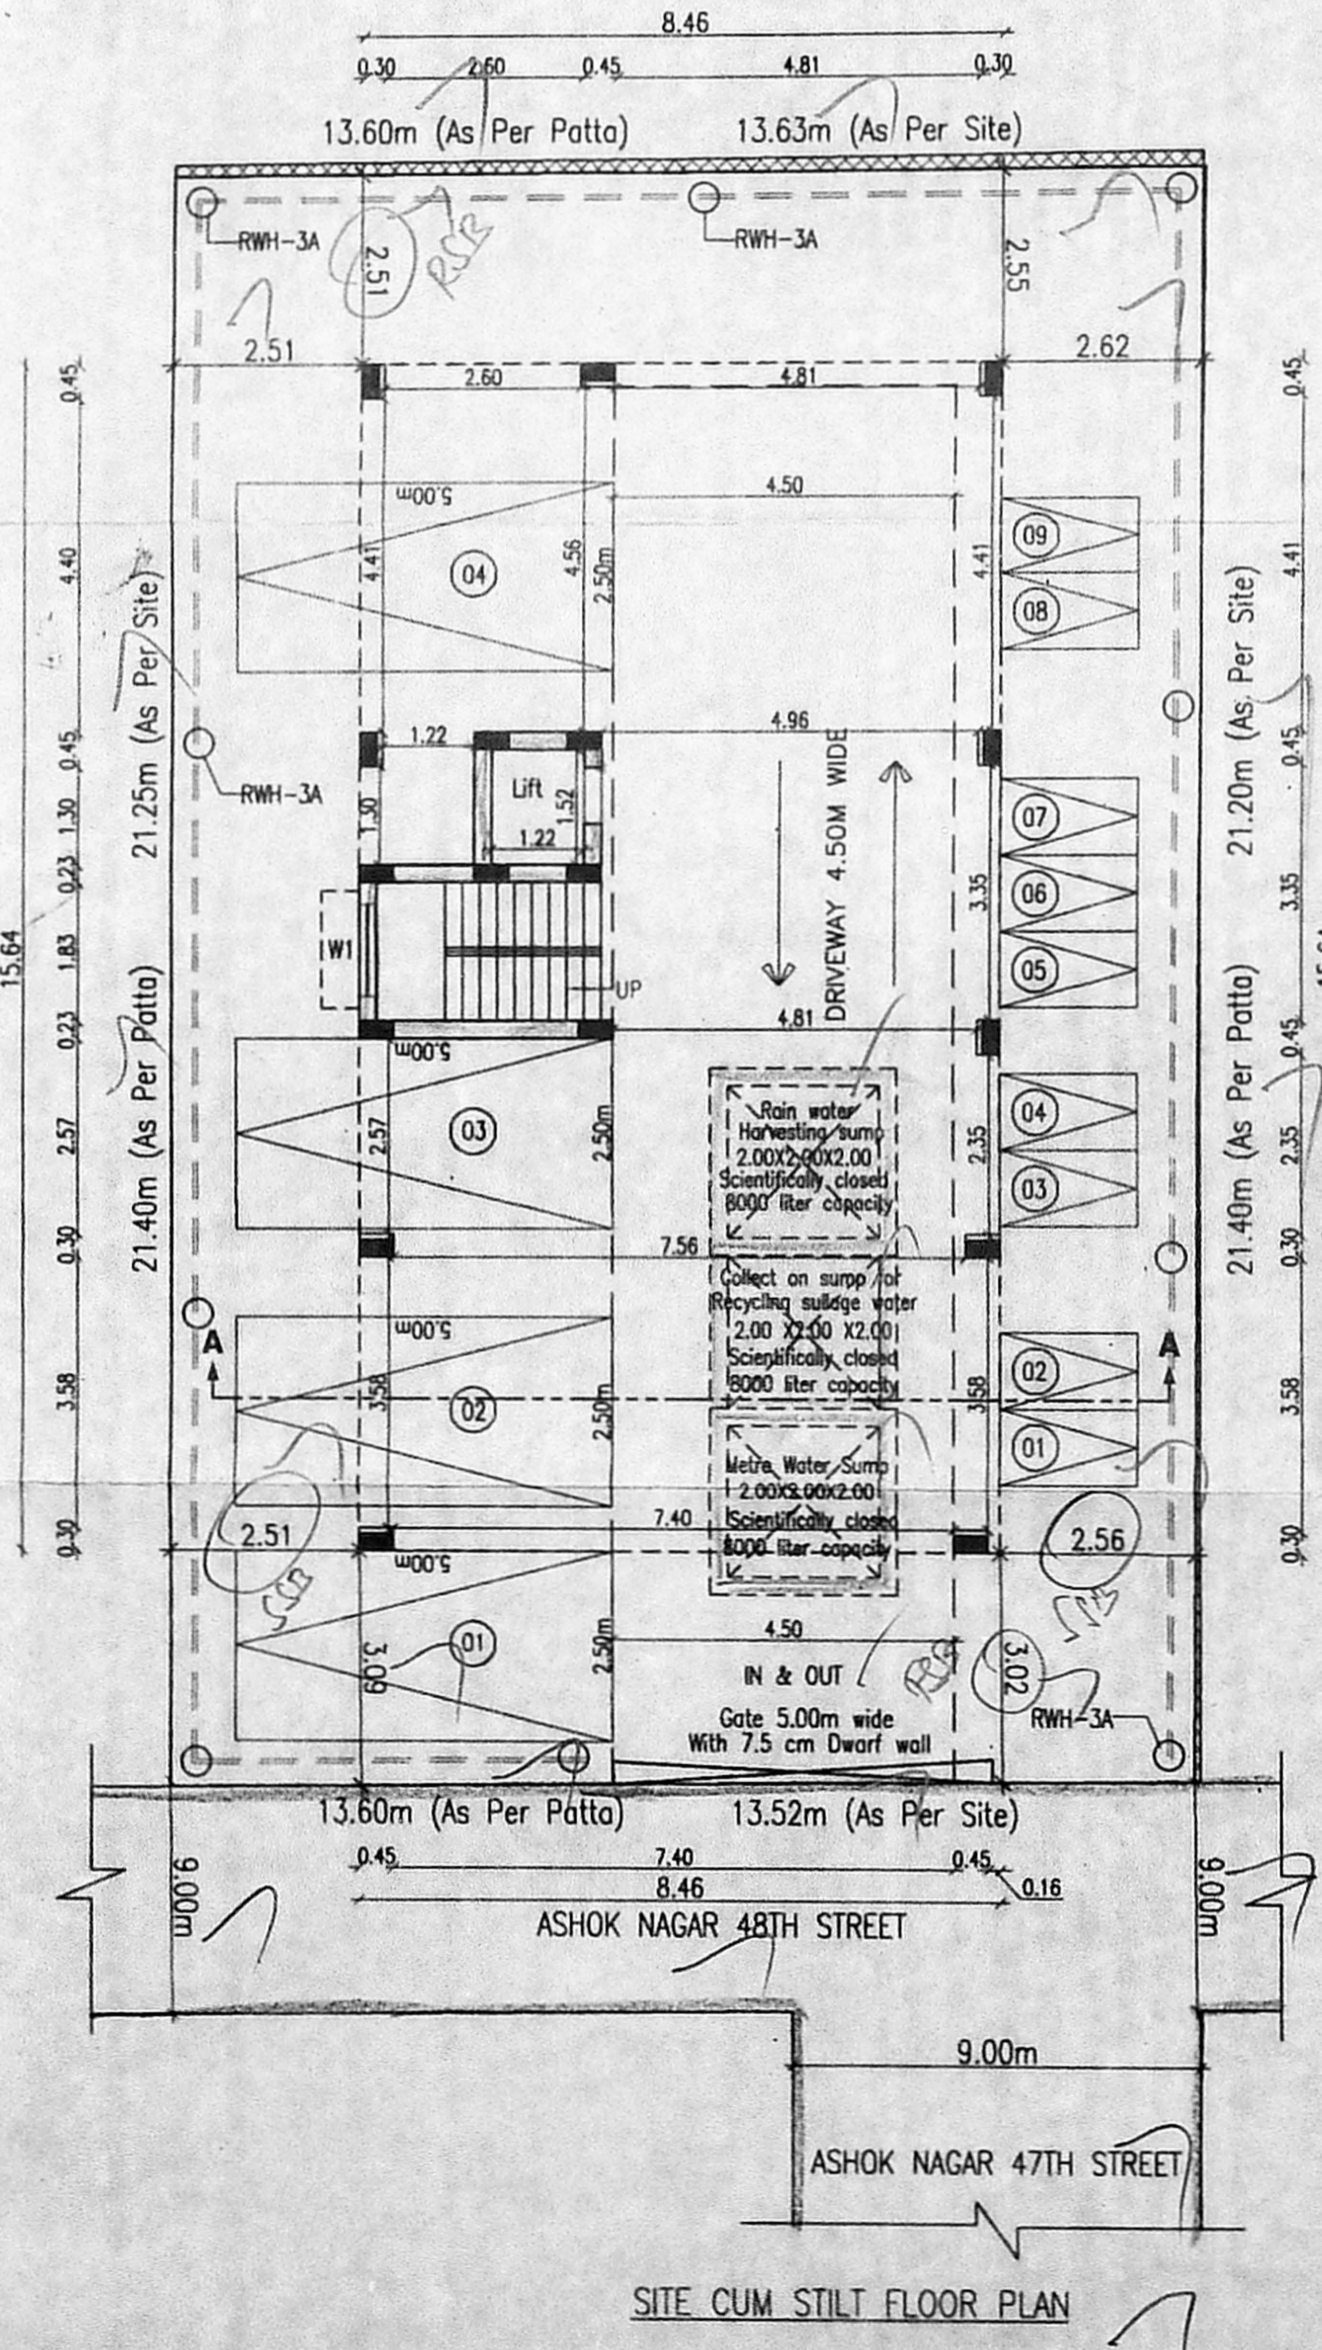 8.46
0.30 2.60 0.45 4.81 0.30
13.60m (As Per Patta) 13.63m (As Per Site)
RWH-3A
RWH-3A
2.51
RSB
2.55
2.51
2.62
0.45
2.60
4.81
0.45
5.00m
4.50
4.40
4.41
04
4.56
2.50m
4.41
09
08
4.41
21.25m (As Per Site)
21.20m (As Per Site)
0.45
1.22
4.96
0.45
RWH-3A
1.30
1.30
Lift
1.52
1.22
07
0.23
DRIVEWAY 4.50M WIDE
3.35
06
3.35
15.64
1.83
W1
05
UP
0.23
4.81
0.45
5.00m
21.40m (As Per Patta)
21.40m (As Per Patta)
2.57
2.57
03
2.50m
Rain water
Harvesting sump
2.00X2.00X2.00
Scientifically closed
8000 liter capacity
2.35
04
03
2.35
0.30
7.56
0.30
Collect on sump for
Recycling sullage water
2.00 X2.00 X2.00
Scientifically closed
8000 liter capacity
5.00m
A
A
3.58
3.58
02
2.50m
3.58
02
01
3.58
Metre Water Sump
2.00X2.00X2.00
Scientifically closed
8000 liter capacity
7.40
2.51
2.56
0.30
0.30
SSB
5.00m
3.09
01
2.50m
4.50
3.02
IN & OUT
Gate 5.00m wide
With 7.5 cm Dwarf wall
RWH-3A
13.60m (As Per Patta) 13.52m (As Per Site)
0.45 7.40 0.45
8.46 0.16
9.00m
9.00m
ASHOK NAGAR 48TH STREET
9.00m
ASHOK NAGAR 47TH STREET
SITE CUM STILT FLOOR PLAN